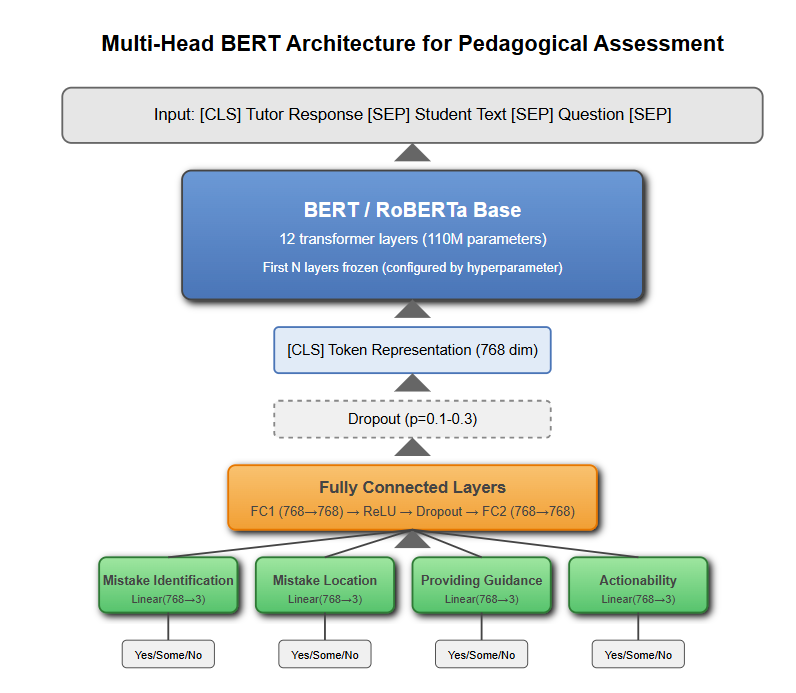 Multi-Head BERT Architecture for Pedagogical Assessment
Input: [CLS] Tutor Response [SEP] Student Text [SEP] Question [SEP]
BERT / RoBERTa Base
12 transformer layers (110M parameters)
First N layers frozen (configured by hyperparameter)
[CLS] Token Representation (768 dim)
Dropout (p=0.1-0.3)
Fully Connected Layers
FC1 (768→768) → ReLU → Dropout → FC2 (768→768)
Mistake Identification
Linear(768→3)
Mistake Location
Linear(768→3)
Providing Guidance
Linear(768→3)
Actionability
Linear(768→3)
Yes/Some/No
Yes/Some/No
Yes/Some/No
Yes/Some/No